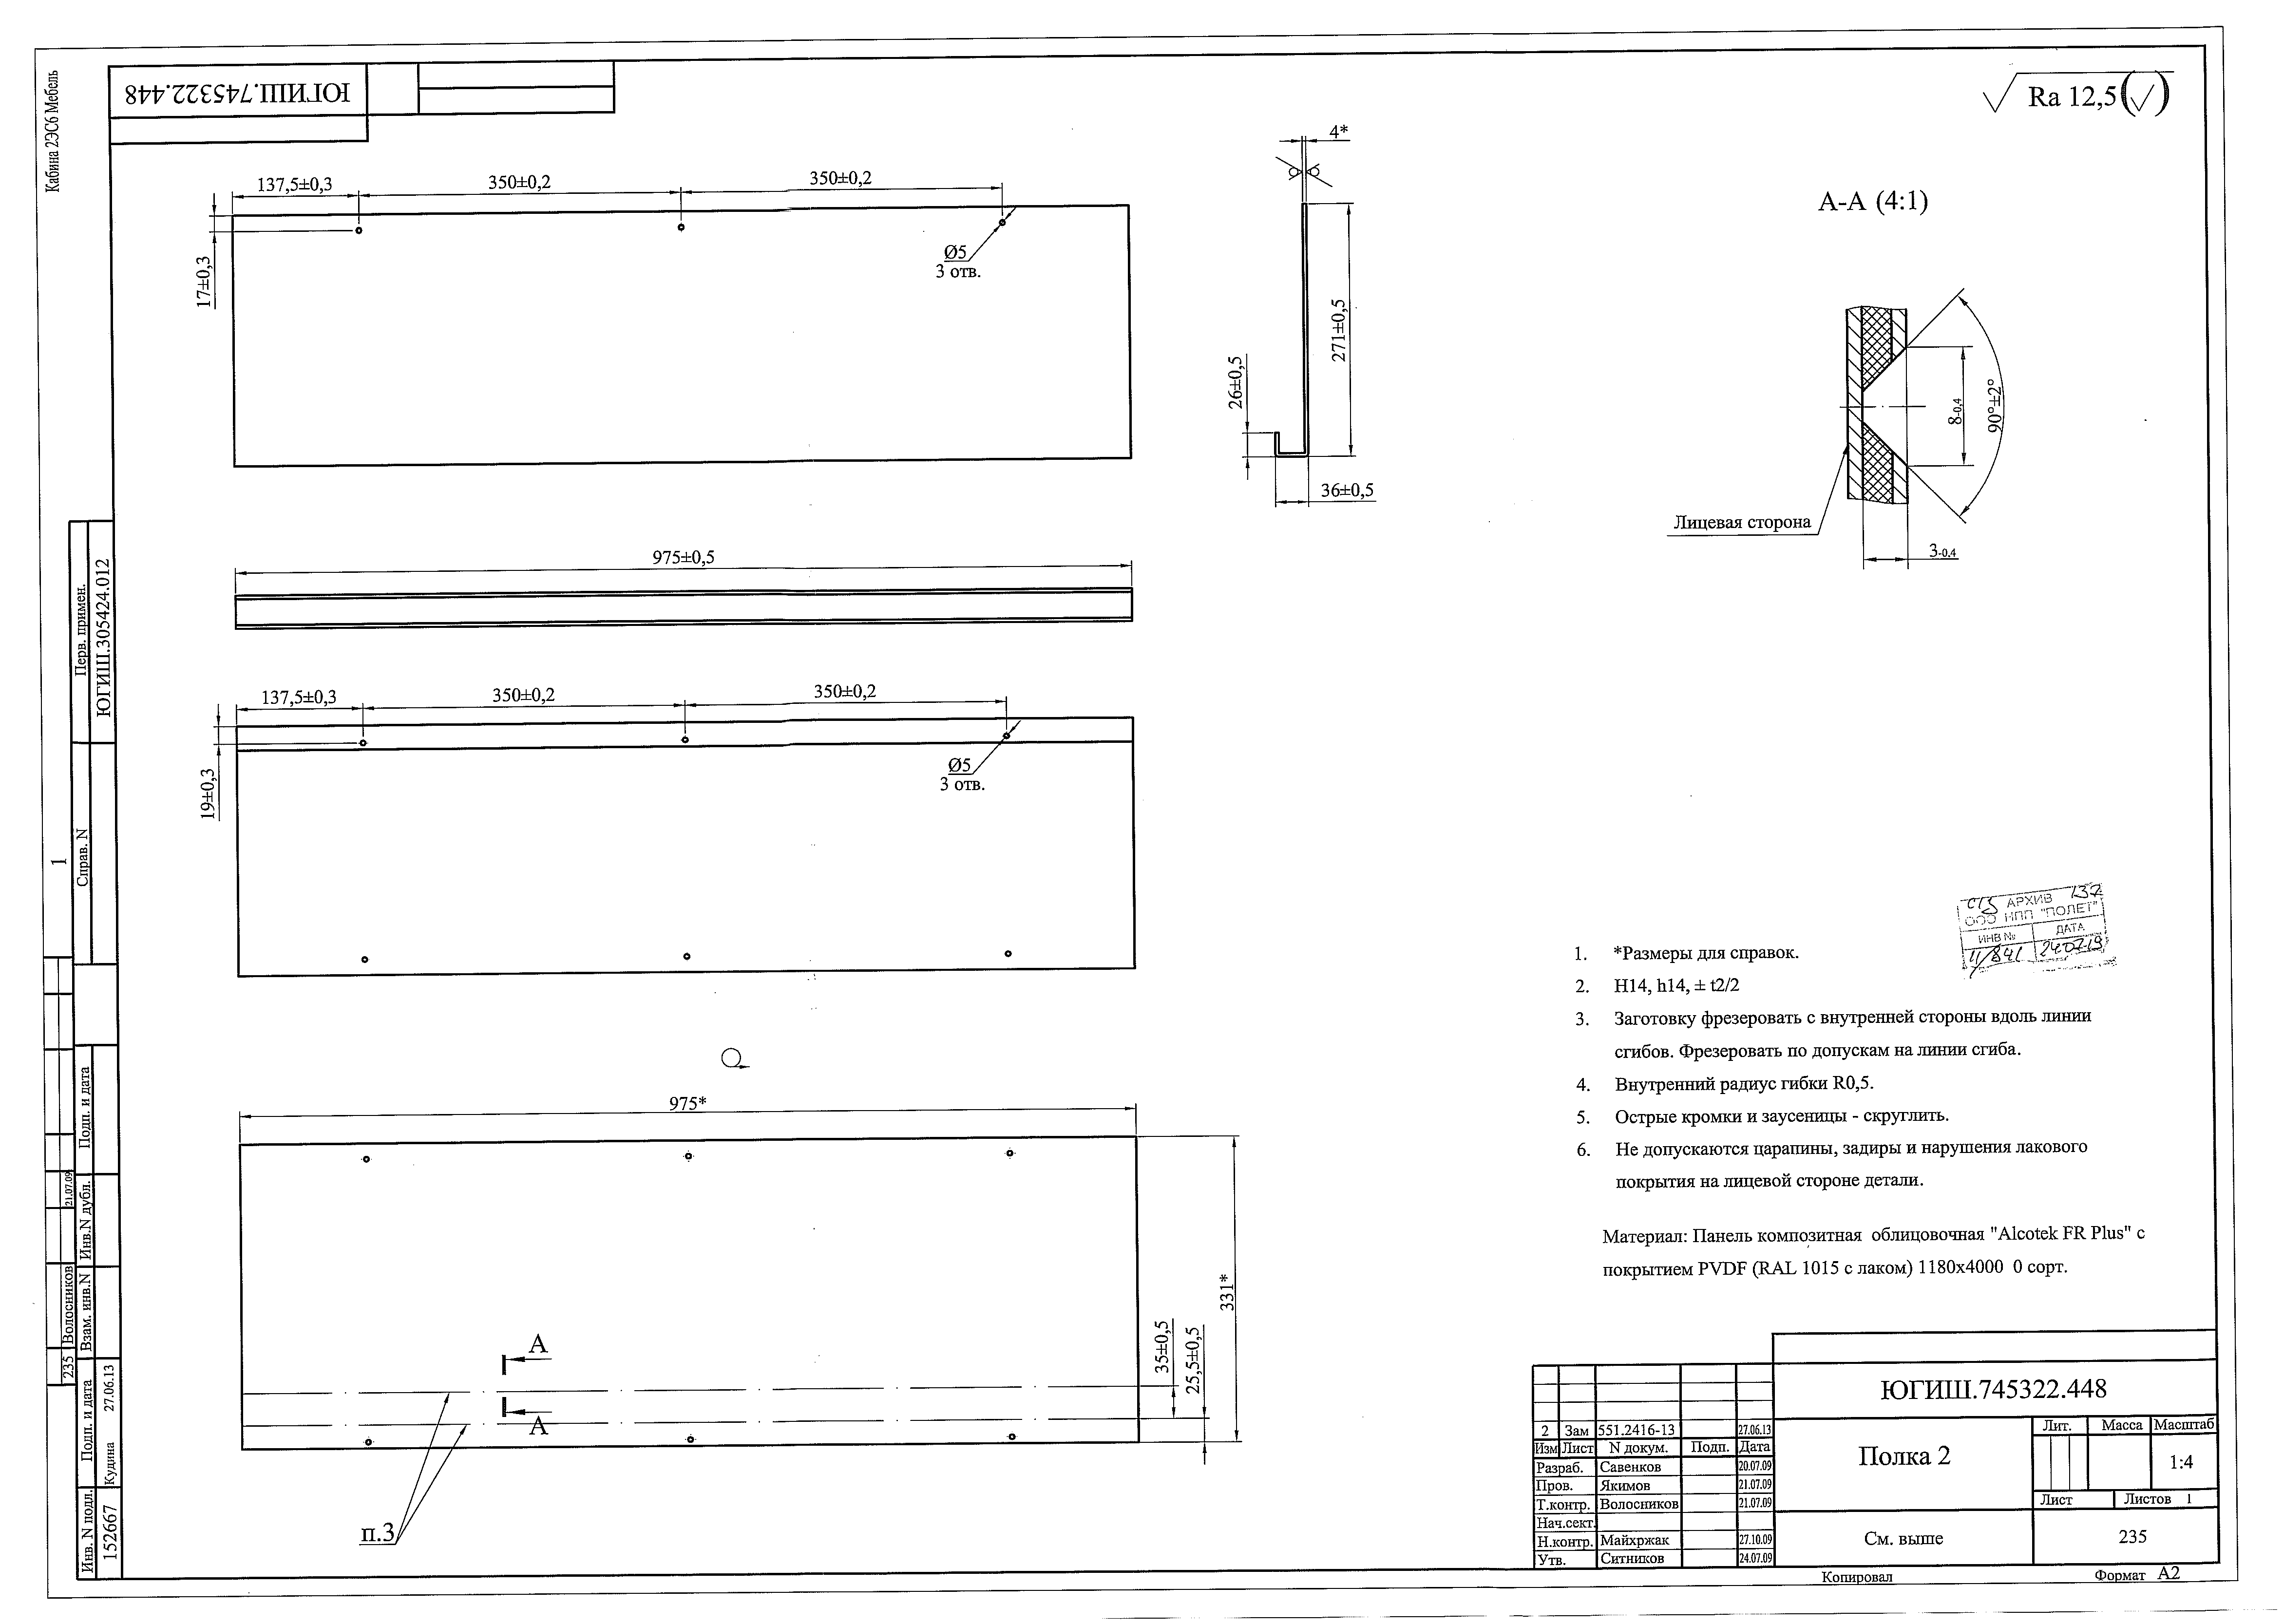 Кабина 2ЭС6 Мебель
ЮГИШ.745322.448
√ Ra 12,5 (√)
137,5±0,3
350±0,2
350±0,2
17±0,3
Ø5
3 отв.
4*
271±0,5
26±0,5
36±0,5
А-А (4:1)
8-0,4
90°±2°
Лицевая сторона
3-0.4
975±0,5
137,5±0,3
350±0,2
350±0,2
19±0,3
Ø5
3 отв.
975*
331*
35±0,5
25,5±0,5
А
А
п.3
АРХИВ 137
ООО НПП "ПОЛЕТ"
ИНВ № ДАТА
11/841 240719
1. *Размеры для справок.
2. H14, h14, ± t2/2
3. Заготовку фрезеровать с внутренней стороны вдоль линии
сгибов. Фрезеровать по допускам на линии сгиба.
4. Внутренний радиус гибки R0,5.
5. Острые кромки и заусеницы - скруглить.
6. Не допускаются царапины, задиры и нарушения лакового
покрытия на лицевой стороне детали.
Материал: Панель композитная облицовочная "Alcotek FR Plus" с
покрытием PVDF (RAL 1015 с лаком) 1180x4000 0 сорт.
Перв. примен.
ЮГИШ.305424.012
Справ. N
1
Подп. и дата
Инв.N дубл.
21.07.09
Взам. инв.N
Волосников
235
Подп. и дата
Кудина 27.06.13
Инв. N подл.
152667
2 Зам 551.2416-13 27.06.13
Изм Лист N докум. Подп. Дата
Разраб. Савенков 20.07.09
Пров. Якимов 21.07.09
Т.контр. Волосников 21.07.09
Нач.сект.
Н.контр. Майхржак 27.10.09
Утв. Ситников 24.07.09
ЮГИШ.745322.448
Полка 2
Лит. Масса Масштаб
1:4
Лист Листов 1
См. выше
235
Копировал
Формат А2